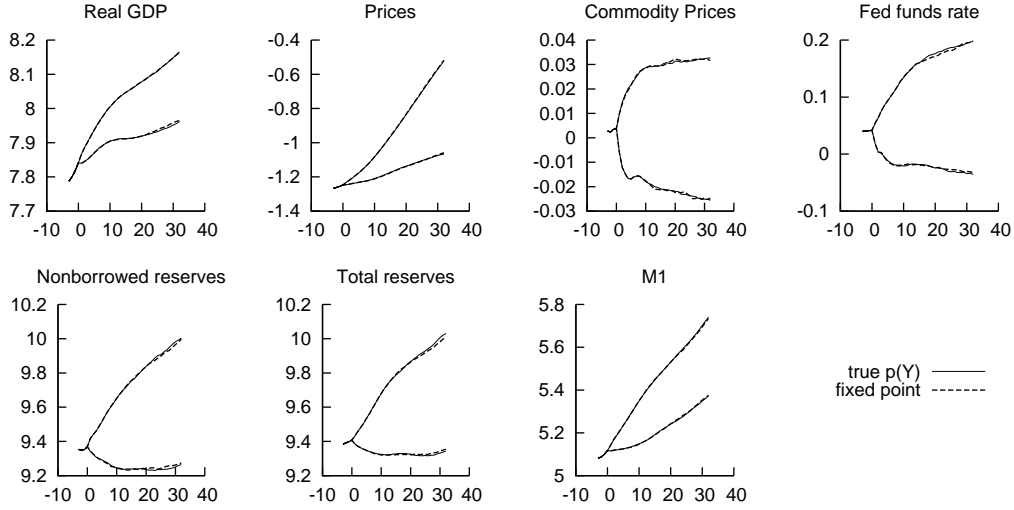 Real GDP
8.2
8.1
8
7.9
7.8
7.7
-10 0 10 20 30 40
Prices
-0.4
-0.6
-0.8
-1
-1.2
-1.4
-10 0 10 20 30 40
Commodity Prices
0.04
0.03
0.02
0.01
0
-0.01
-0.02
-0.03
-10 0 10 20 30 40
Fed funds rate
0.2
0.1
0
-0.1
-10 0 10 20 30 40
Nonborrowed reserves
10.2
10
9.8
9.6
9.4
9.2
-10 0 10 20 30 40
Total reserves
10.2
10
9.8
9.6
9.4
9.2
-10 0 10 20 30 40
M1
5.8
5.6
5.4
5.2
5
-10 0 10 20 30 40
true p(Y)
fixed point